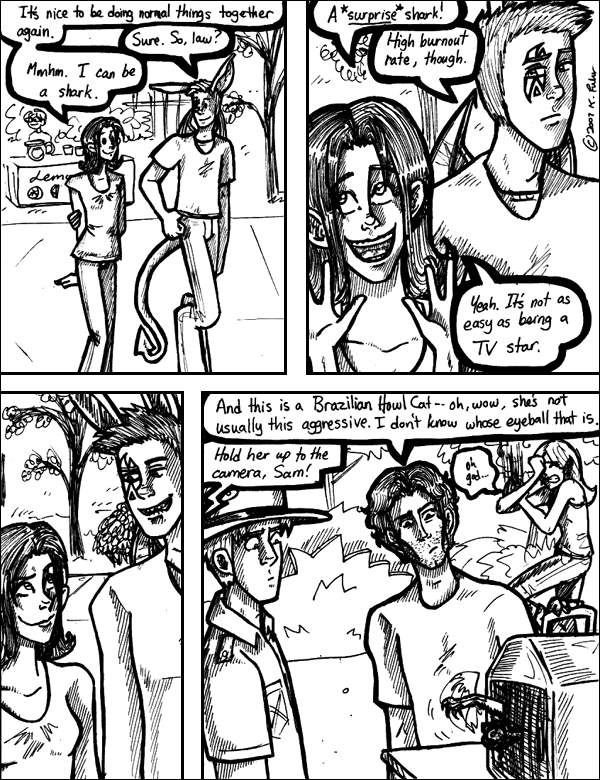 It's nice to be doing normal things together
again.
Sure. So, law?
Mmhm. I can be
a shark.
Lemo
A *surprise* shark!
High burnout
rate, though.
© 2007 K. 
Yeah. It's not as
easy as being a
TV star.
And this is a Brazilian Howl Cat-- oh, wow, she's not
usually this aggressive. I don't know whose eyeball that is.
Hold her up to the
camera, Sam!
oh
god...